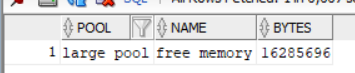 POOL NAME BYTES
1 large pool free memory 16285696